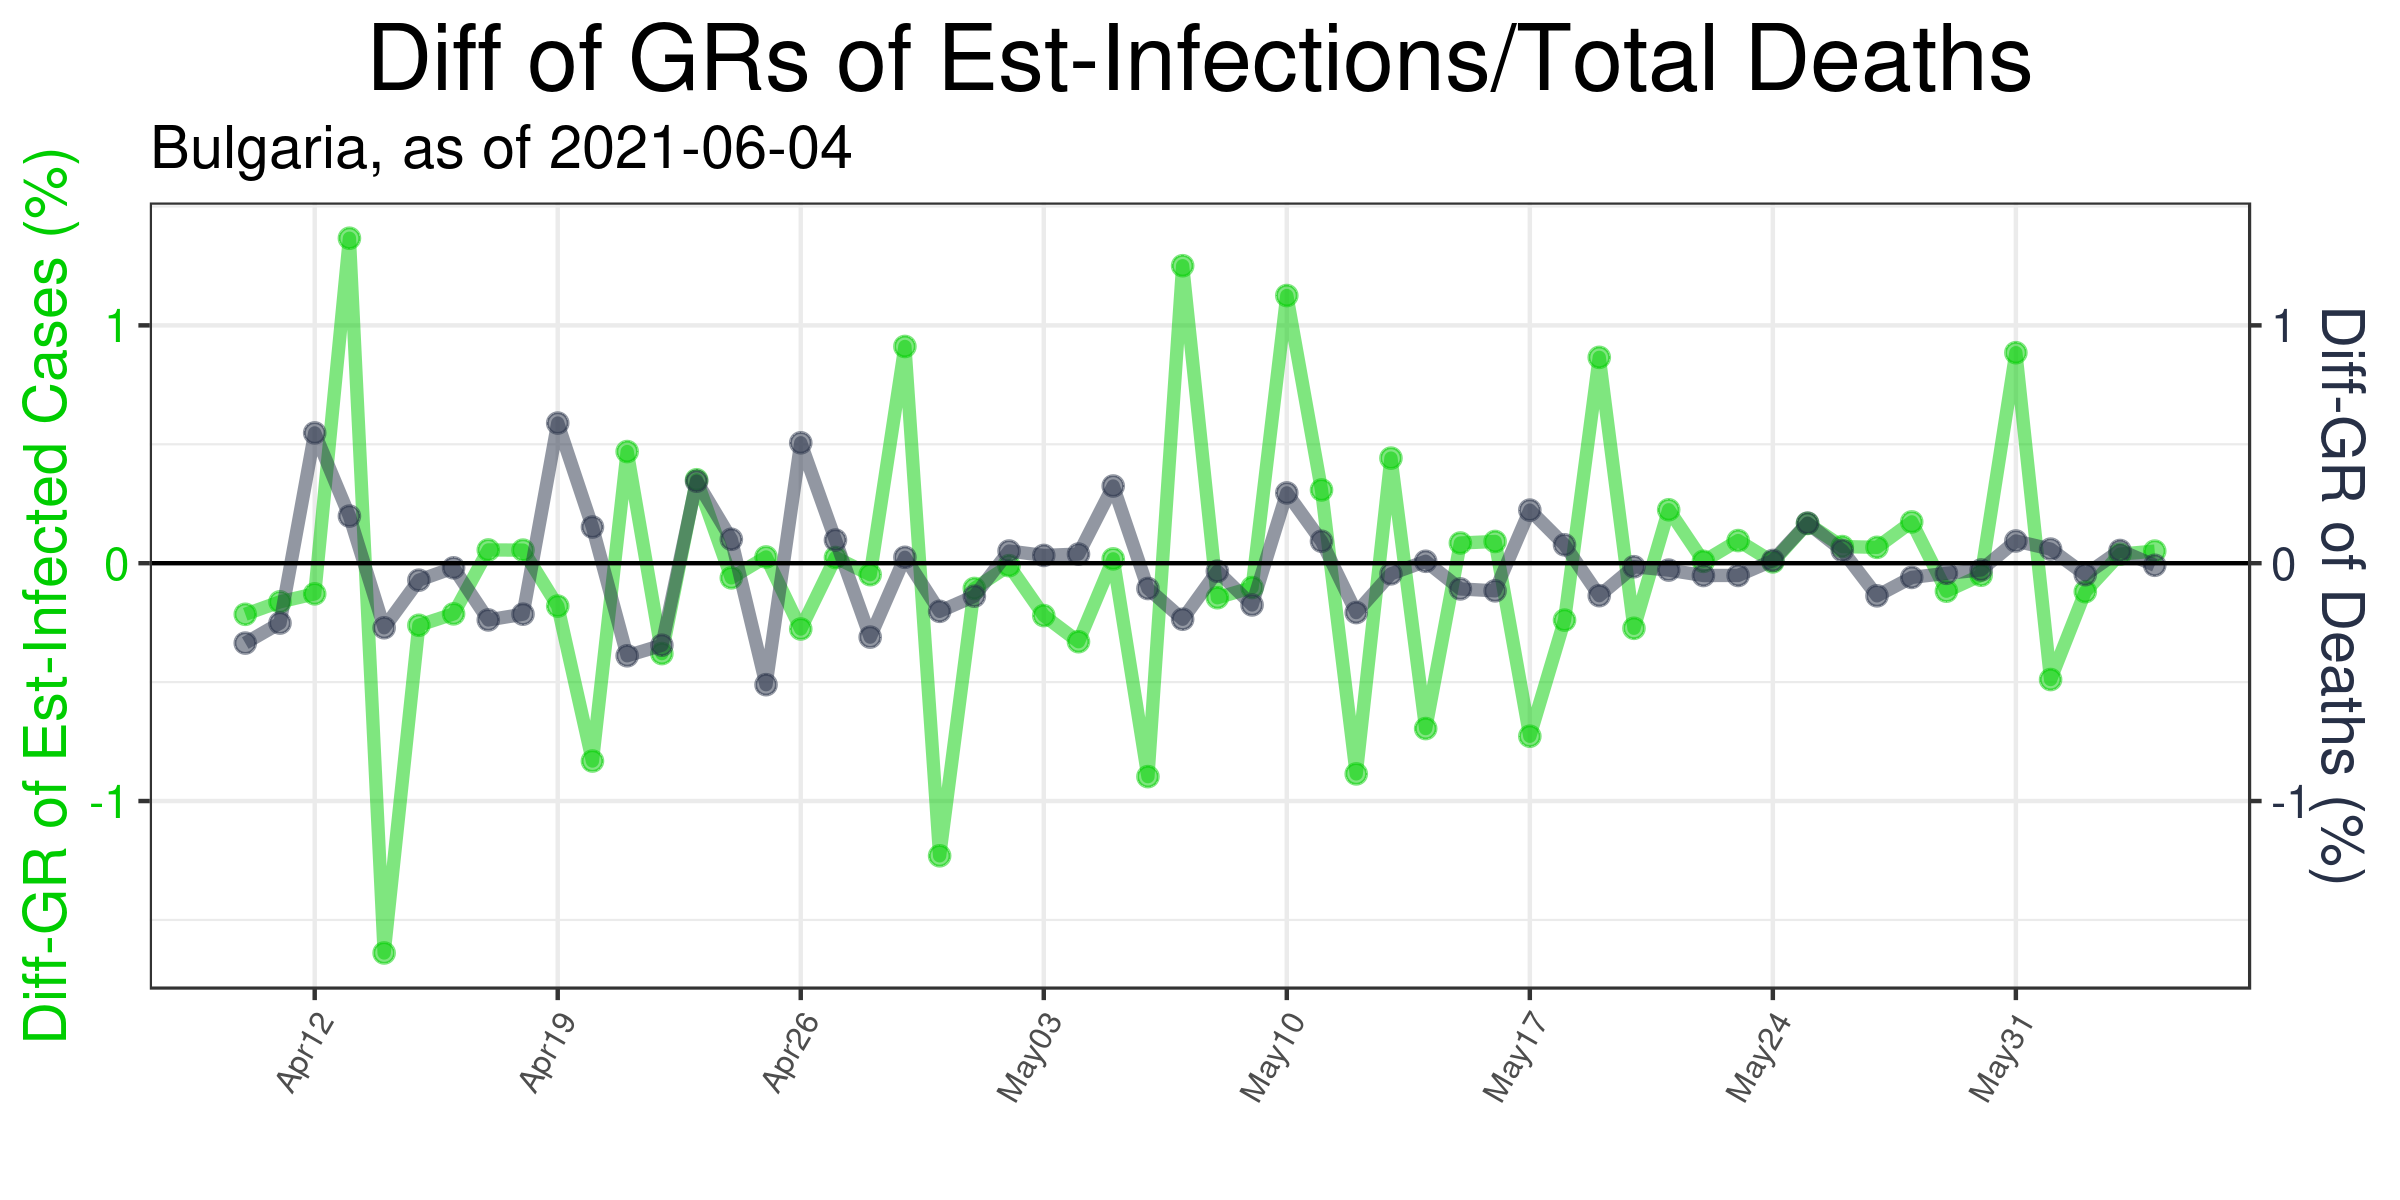 Diff of GRs of Est-Infections/Total Deaths
Bulgaria, as of 2021-06-04
Diff-GR of Est-Infected Cases (%)
1
0
-1
1
0
-1
Diff-GR of Deaths (%)
Apr12
Apr19
Apr26
May03
May10
May17
May24
May31